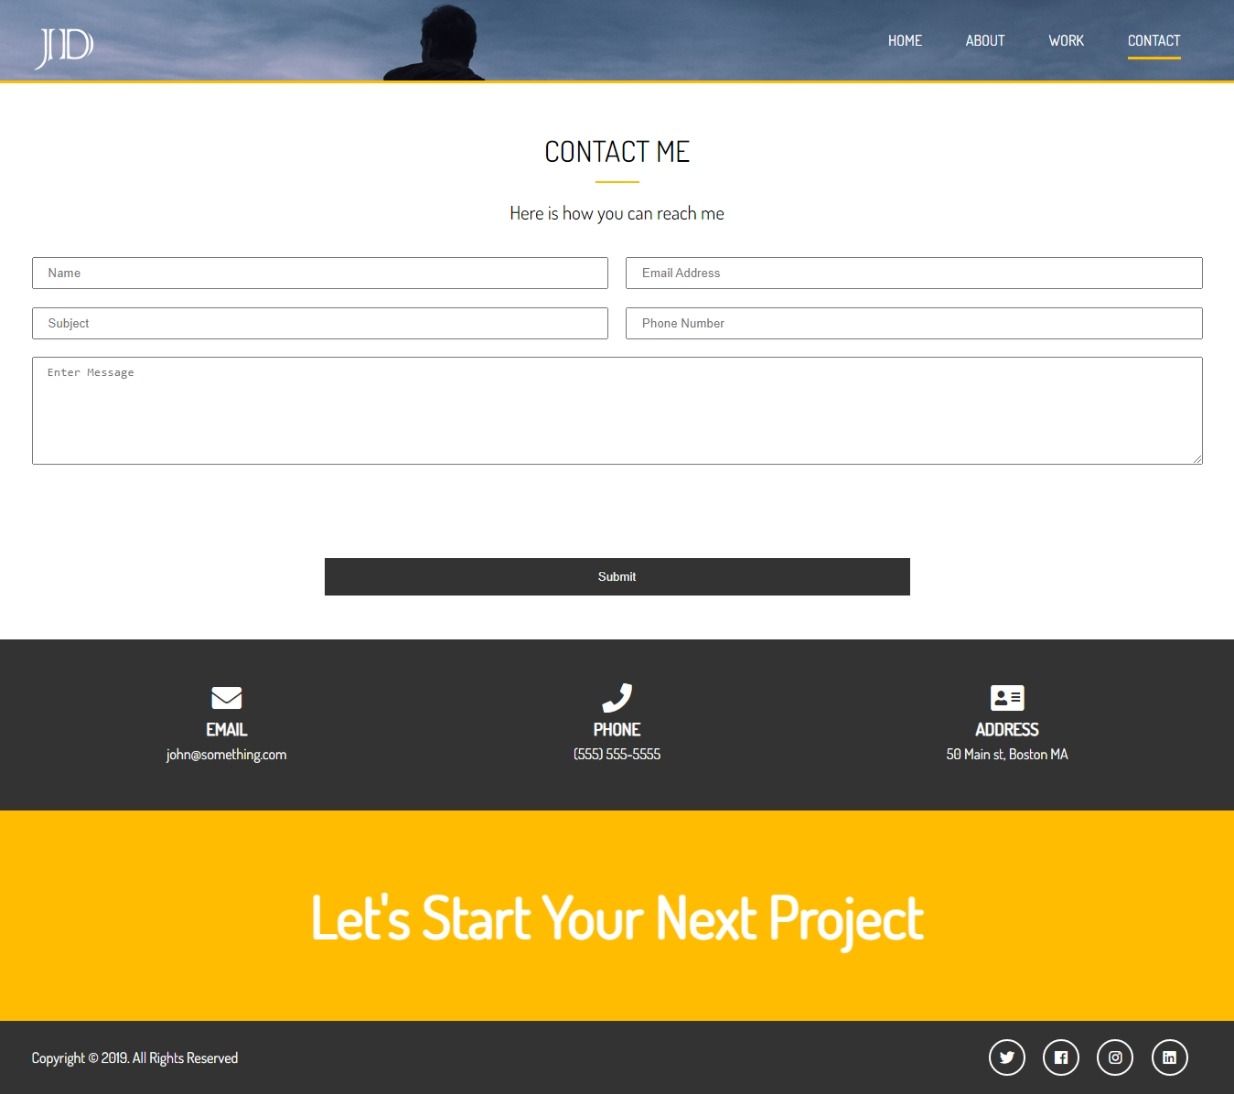 JD
HOME ABOUT WORK CONTACT
CONTACT ME
Here is how you can reach me
Name
Email Address
Subject
Phone Number
Enter Message
Submit
EMAIL
john@something.com
PHONE
(555) 555-5555
ADDRESS
50 Main st, Boston MA
Let's Start Your Next Project
Copyright © 2019. All Rights Reserved